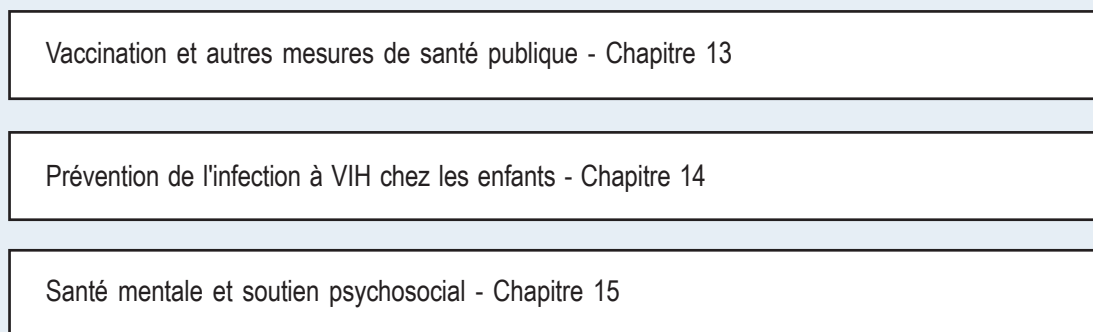 Vaccination et autres mesures de santé publique - Chapitre 13
Prévention de l'infection à VIH chez les enfants - Chapitre 14
Santé mentale et soutien psychosocial - Chapitre 15